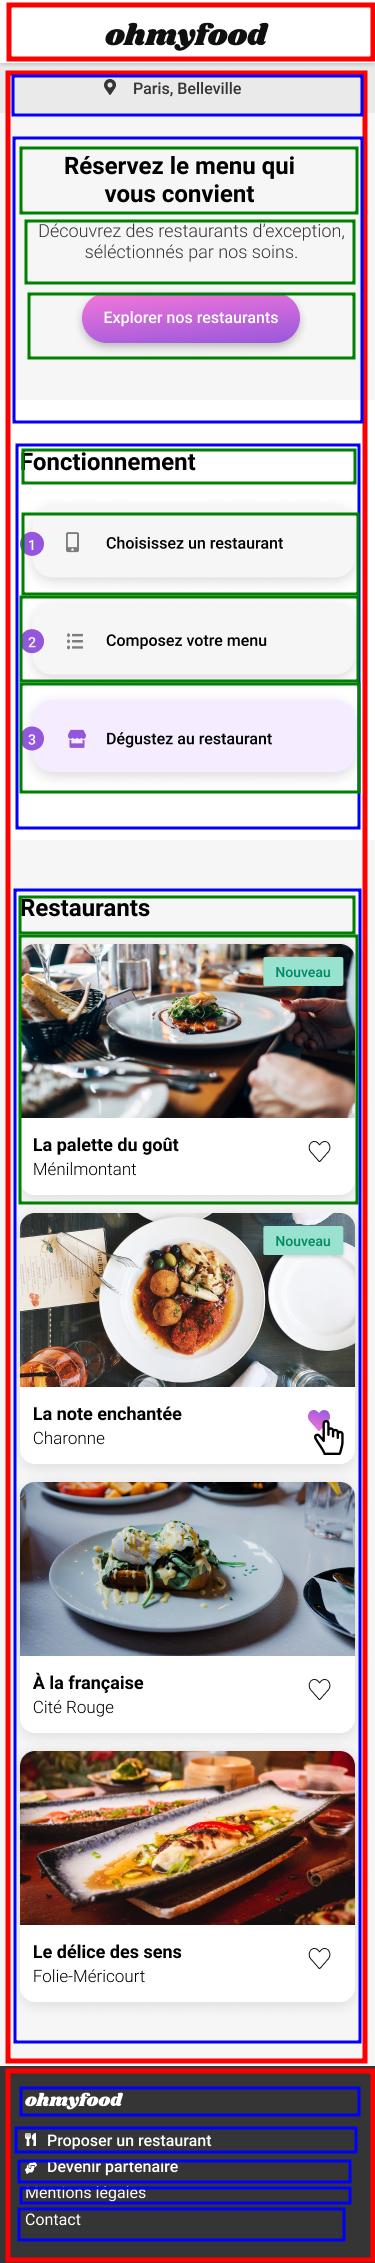 ohmyfood
Paris, Belleville
Réservez le menu qui
vous convient
Découvrez des restaurants d'exception,
séléctionnés par nos soins.
Explorer nos restaurants
Fonctionnement
1 Choisissez un restaurant
2 Composez votre menu
3 Dégustez au restaurant
Restaurants
Nouveau
La palette du goût
Ménilmontant
Nouveau
La note enchantée
Charonne
À la française
Cité Rouge
Le délice des sens
Folie-Méricourt
ohmyfood
Proposer un restaurant
Devenir partenaire
Mentions légales
Contact